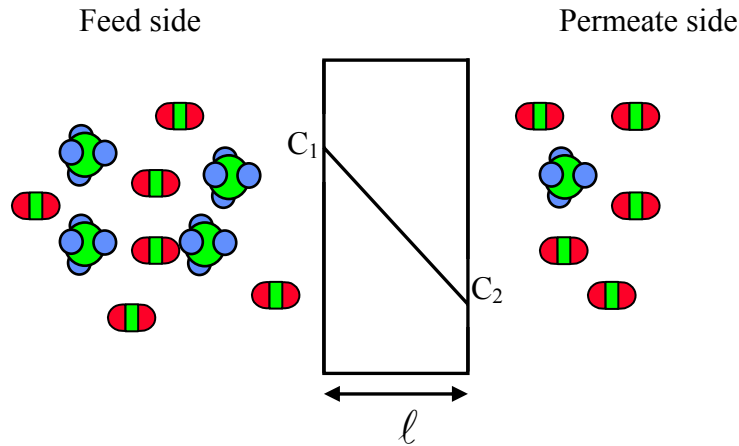 Feed side
Permeate side
C₁
C₂
ℓ